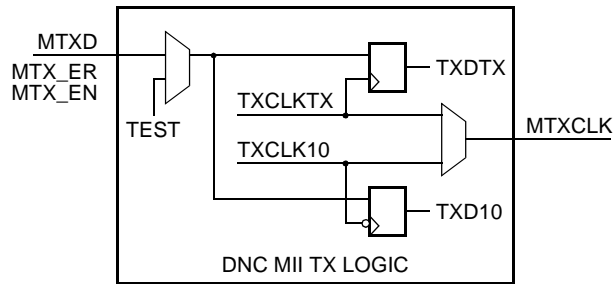 MTXD
MTX_ER
MTX_EN
TEST
TXCLKTX
TXCLK10
TXDTX
MTXCLK
TXD10
DNC MII TX LOGIC